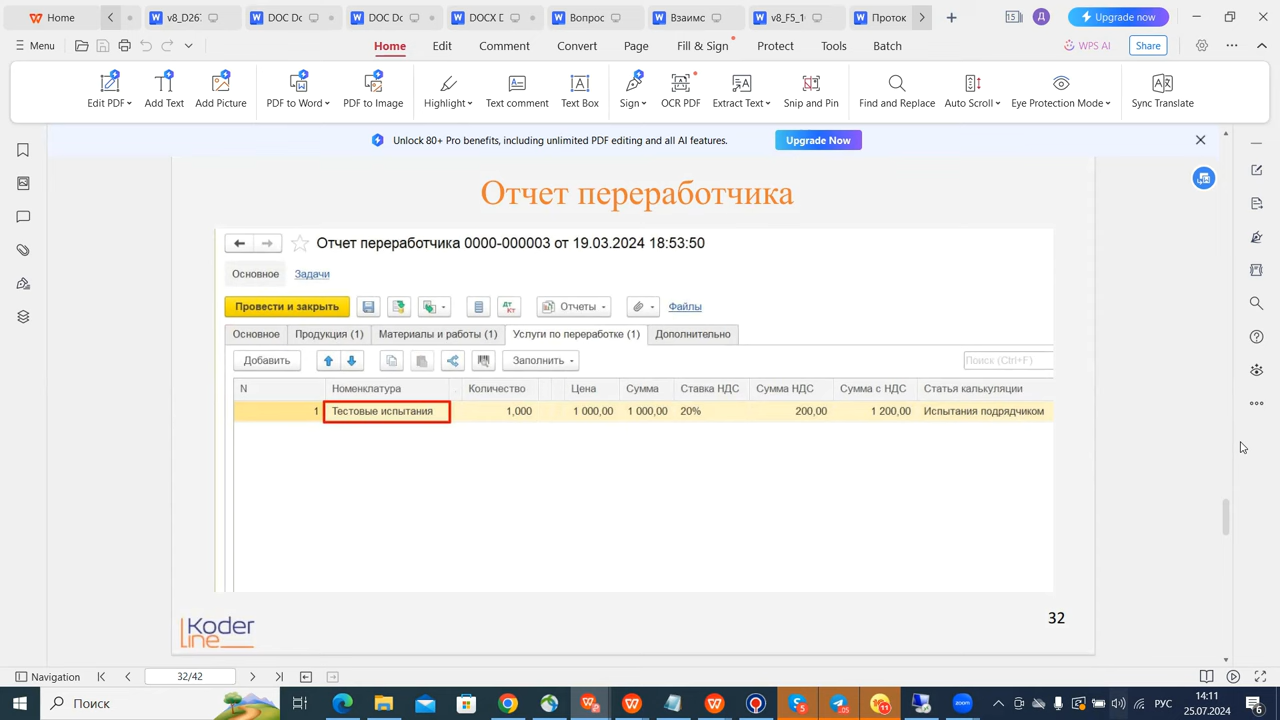 Home
v8_D26
DOC Dc
DOC Dc
DOCX D
Вопрос
Взаимс
v8_F5_1
Проток
Upgrade now
Menu
Home Edit Comment Convert Page Fill & Sign Protect Tools Batch
WPS AI Share
Edit PDF Add Text Add Picture PDF to Word PDF to Image Highlight Text comment Text Box Sign OCR PDF Extract Text Snip and Pin Find and Replace Auto Scroll Eye Protection Mode Sync Translate
Unlock 80+ Pro benefits, including unlimited PDF editing and all AI features. Upgrade Now
Отчет переработчика
Отчет переработчика 0000-000003 от 19.03.2024 18:53:50
Основное Задачи
Провести и закрыть Отчеты Файлы
Основное Продукция (1) Материалы и работы (1) Услуги по переработке (1) Дополнительно
Добавить Заполнить Поиск (Ctrl+F)
N Номенклатура Количество Цена Сумма Ставка НДС Сумма НДС Сумма с НДС Статья калькуляции
1 Тестовые испытания 1,000 1 000,00 1 000,00 20% 200,00 1 200,00 Испытания подрядчиком
Koder
line
32
Navigation 32/42
Поиск
РУС
14:11
25.07.2024